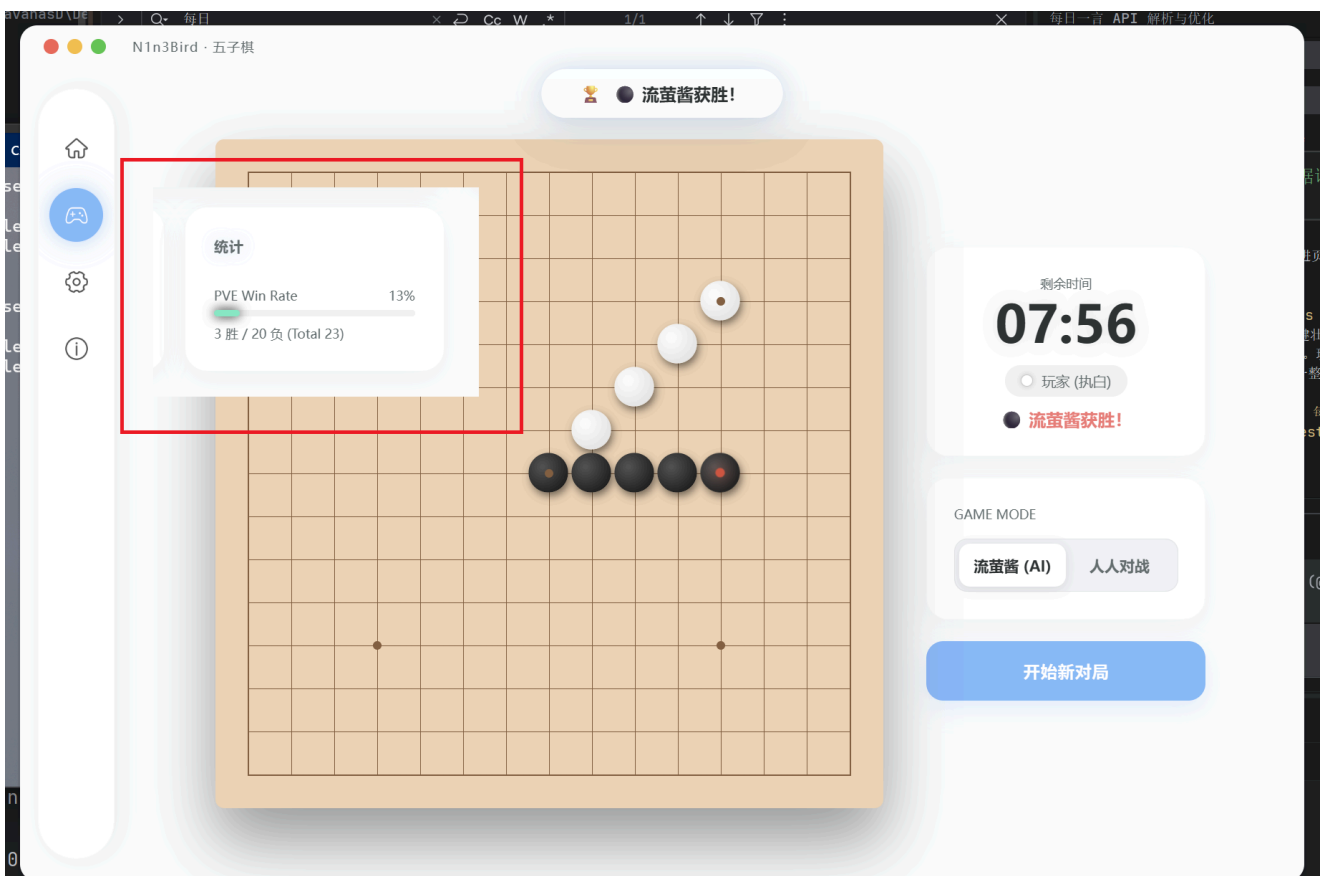 avanasD\DE
每日
Cc W .*
1/1
每日一言 API 解析与优化
N1n3Bird · 五子棋
流萤酱获胜！
统计
PVE Win Rate 13%
3 胜 / 20 负 (Total 23)
剩余时间
07:56
玩家 (执白)
流萤酱获胜！
GAME MODE
流萤酱 (AI) 人人对战
开始新对局